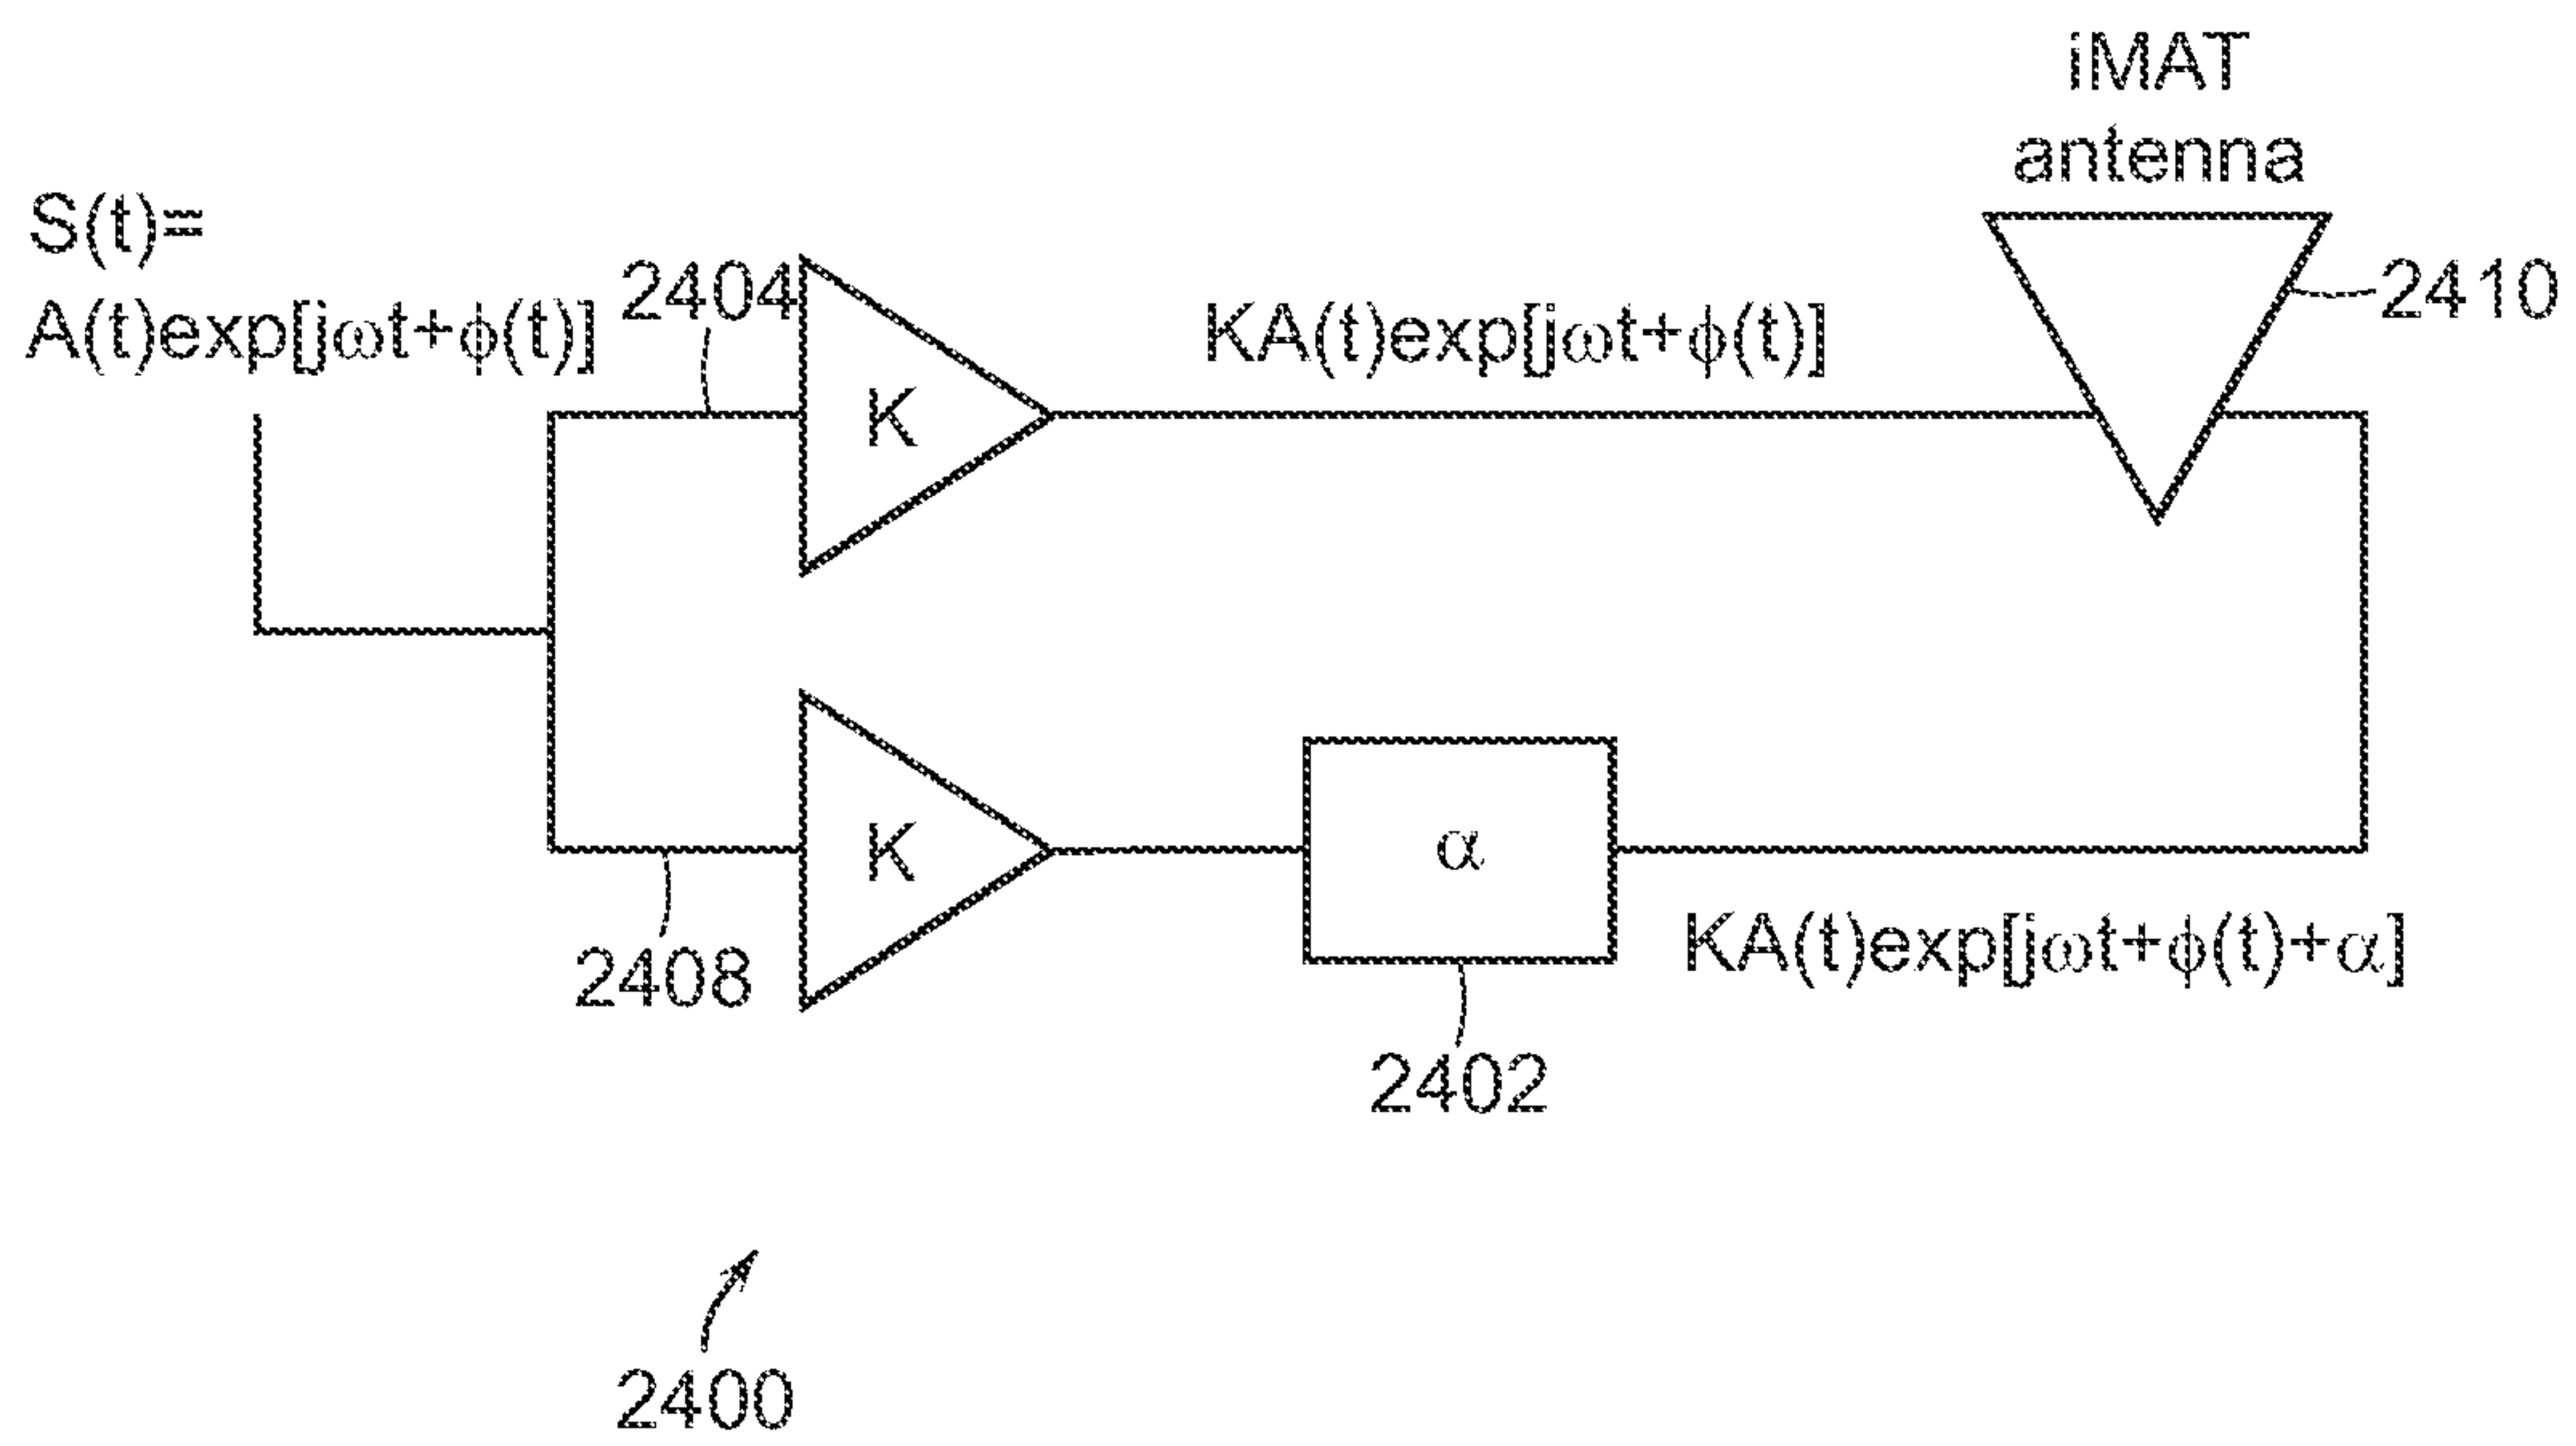 iMAT
antenna
S(t)=
A(t)exp[jωt+ϕ(t)]
2404
KA(t)exp[jωt+ϕ(t)]
2410
K
K
α
2408
KA(t)exp[jωt+ϕ(t)+α]
2402
2400